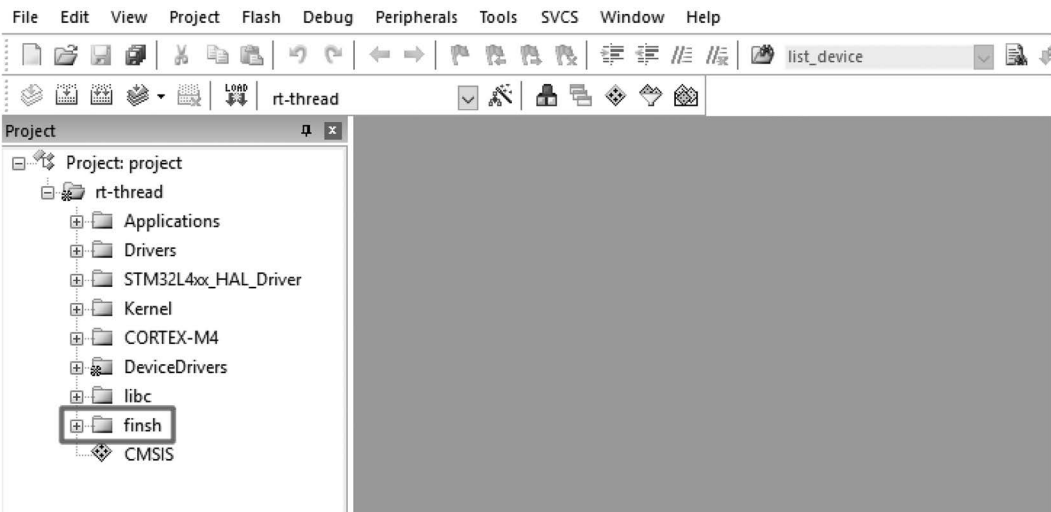 File Edit View Project Flash Debug Peripherals Tools SVCS Window Help
list_device
LOAD rt-thread
Project
Project: project
rt-thread
Applications
Drivers
STM32L4xx_HAL_Driver
Kernel
CORTEX-M4
DeviceDrivers
libc
finsh
CMSIS